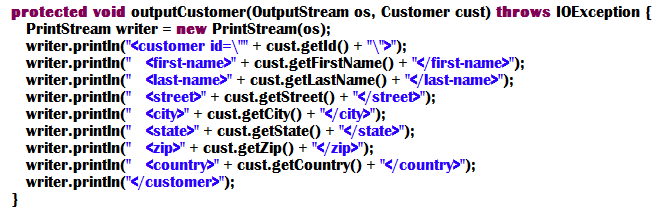 protected void outputCustomer(OutputStream os, Customer cust) throws IOException {
PrintStream writer = new PrintStream(os);
writer.println("<customer id=\"" + cust.getId() + "\">");
writer.println("   <first-name>" + cust.getFirstName() + "</first-name>");
writer.println("   <last-name>" + cust.getLastName() + "</last-name>");
writer.println("   <street>" + cust.getStreet() + "</street>");
writer.println("   <city>" + cust.getCity() + "</city>");
writer.println("   <state>" + cust.getState() + "</state>");
writer.println("   <zip>" + cust.getZip() + "</zip>");
writer.println("   <country>" + cust.getCountry() + "</country>");
writer.println("</customer>");
}